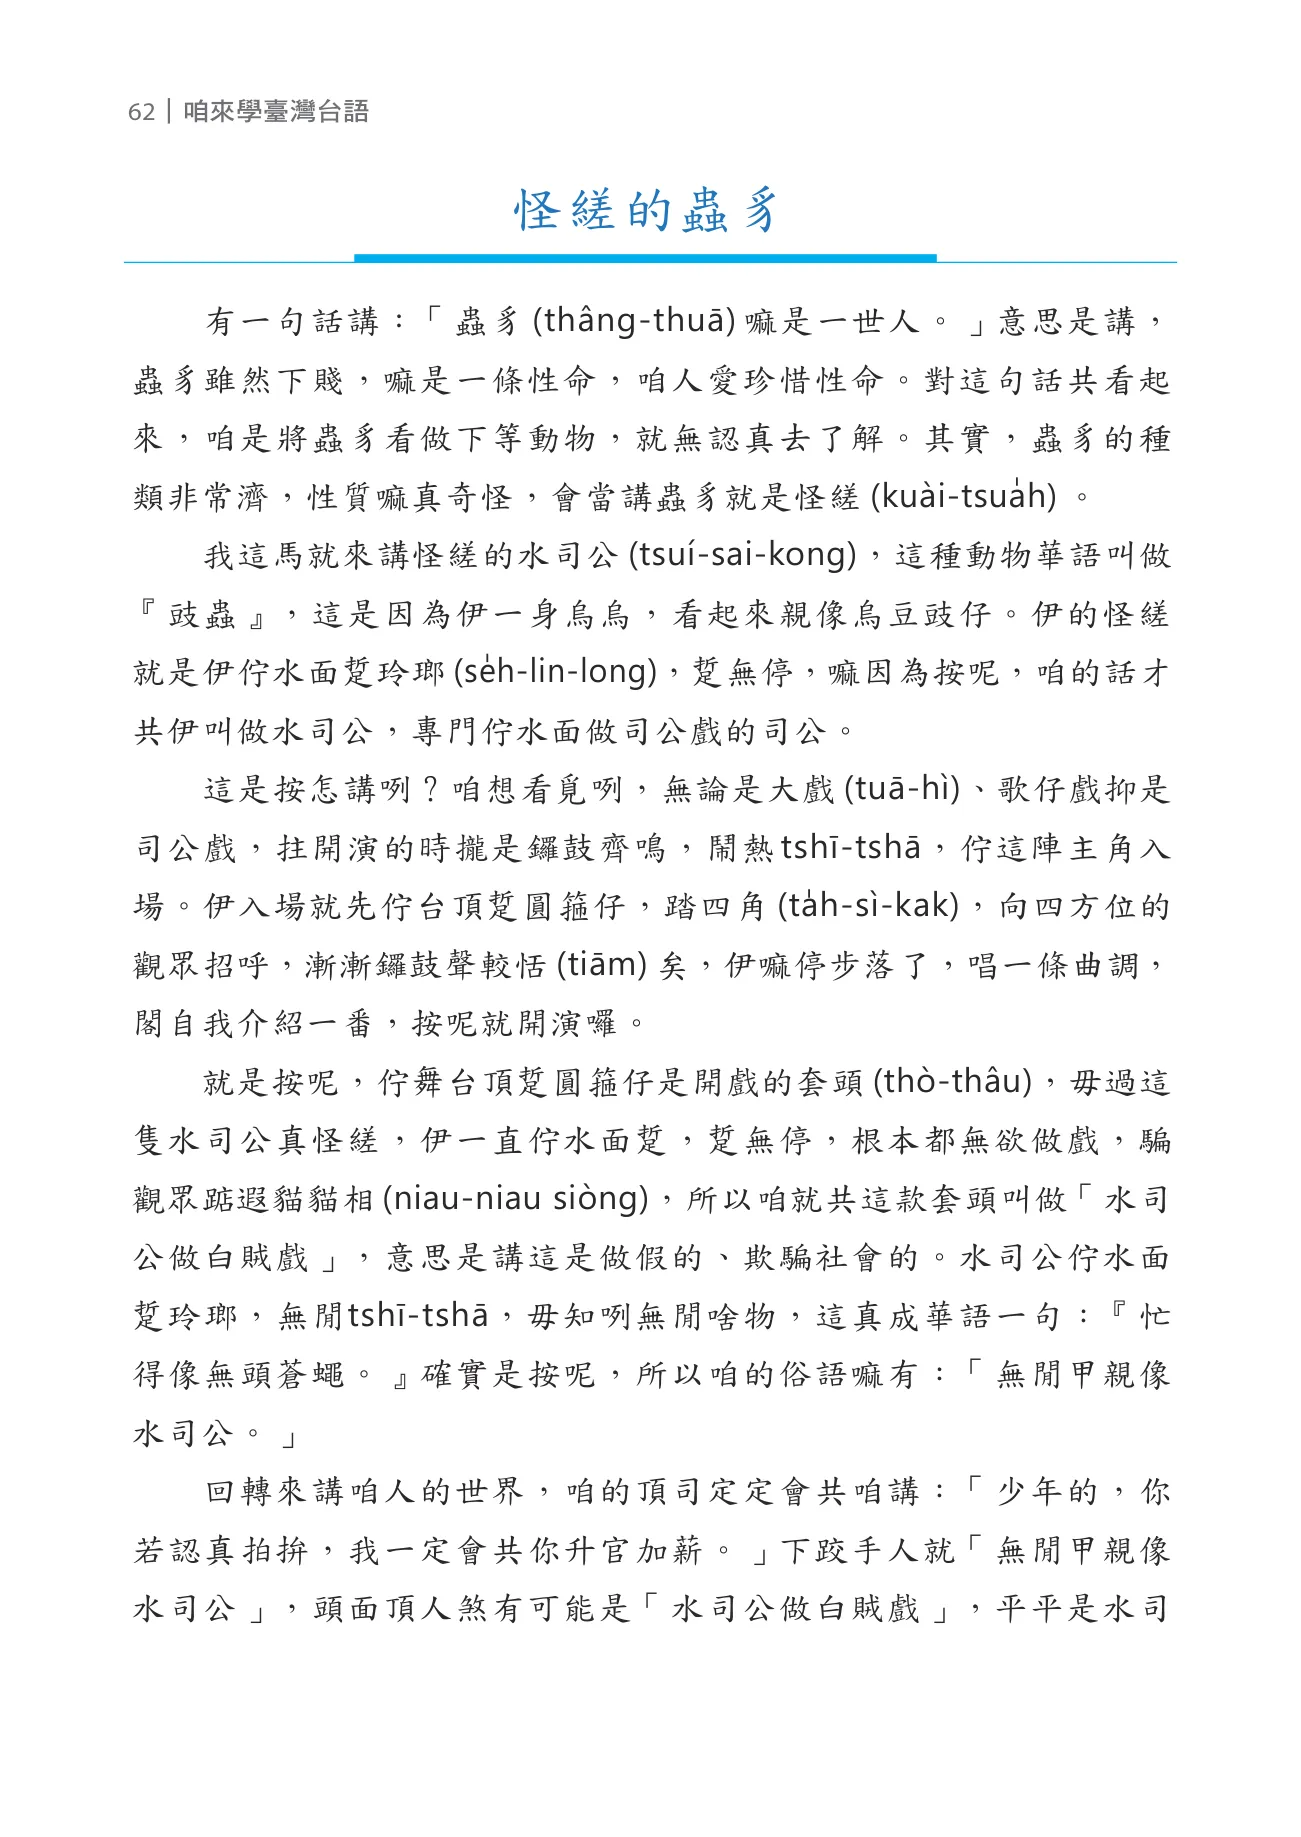 62｜咱來學臺灣台語
怪縒的蟲豸
有一句話講：「蟲豸 (thâng-thuā) 嘛是一世人。」意思是講，
蟲豸雖然下賤，嘛是一條性命，咱人愛珍惜性命。對這句話共看起
來，咱是將蟲豸看做下等動物，就無認真去了解。其實，蟲豸的種
類非常濟，性質嘛真奇怪，會當講蟲豸就是怪縒 (kuài-tsua̍h) 。
我這馬就來講怪縒的水司公 (tsuí-sai-kong)，這種動物華語叫做
『豉蟲』，這是因為伊一身烏烏，看起來親像烏豆豉仔。伊的怪縒
就是伊佇水面踅玲瑯 (se̍h-lin-long)，踅無停，嘛因為按呢，咱的話才
共伊叫做水司公，專門佇水面做司公戲的司公。
這是按怎講咧？咱想看覓咧，無論是大戲 (tuā-hì)、歌仔戲抑是
司公戲，拄開演的時攏是鑼鼓齊鳴，鬧熱 tshī-tshā，佇這陣主角入
場。伊入場就先佇台頂踅圓箍仔，踏四角 (ta̍h-sì-kak)，向四方位的
觀眾招呼，漸漸鑼鼓聲較恬 (tiām) 矣，伊嘛停步落了，唱一條曲調，
閣自我介紹一番，按呢就開演囉。
就是按呢，佇舞台頂踅圓箍仔是開戲的套頭 (thò-thâu)，毋過這
隻水司公真怪縒，伊一直佇水面踅，踅無停，根本都無欲做戲，騙
觀眾踮遐貓貓相 (niau-niau siòng)，所以咱就共這款套頭叫做「水司
公做白賊戲」，意思是講這是做假的、欺騙社會的。水司公佇水面
踅玲瑯，無閒tshī-tshā，毋知咧無閒啥物，這真成華語一句：『忙
得像無頭蒼蠅。』確實是按呢，所以咱的俗語嘛有：「無閒甲親像
水司公。」
回轉來講咱人的世界，咱的頂司定定會共咱講：「少年的，你
若認真拍拚，我一定會共你升官加薪。」下跤手人就「無閒甲親像
水司公」，頭面頂人煞有可能是「水司公做白賊戲」，平平是水司